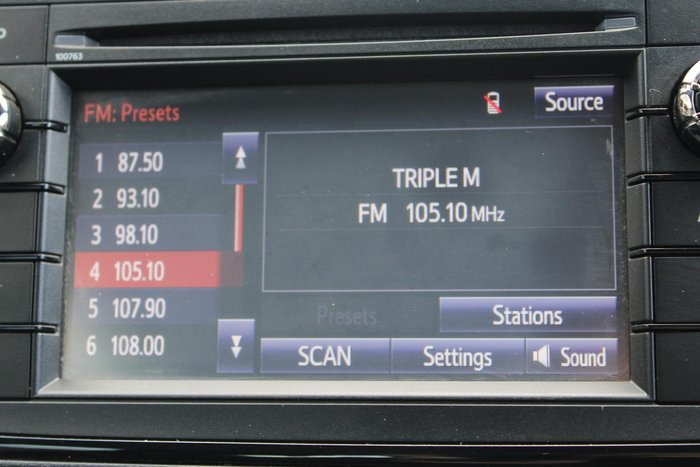 100763
FM: Presets
Source
1 87.50
2 93.10
3 98.10
4 105.10
5 107.90
6 108.00
TRIPLE M
FM 105.10 MHz
Presets
Stations
SCAN
Settings
Sound